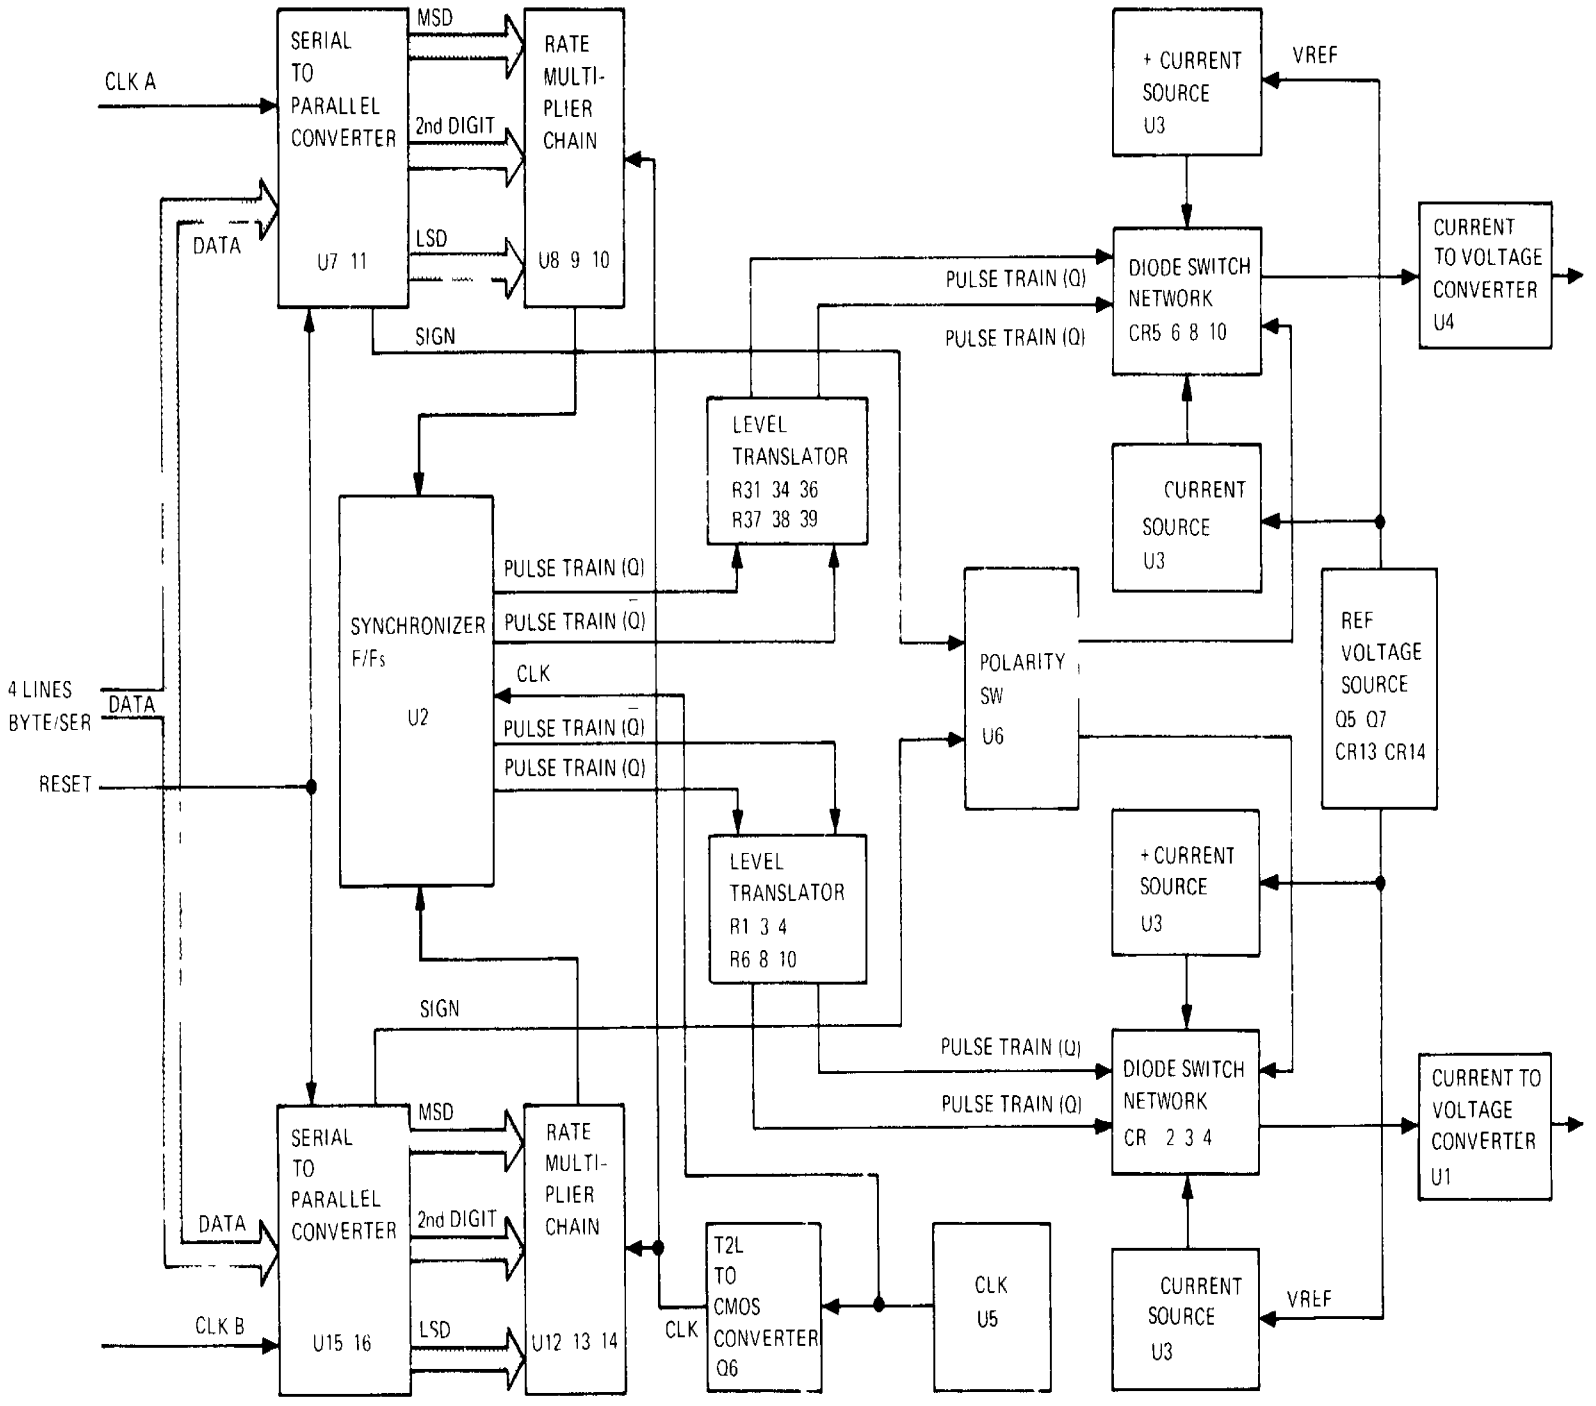 CLK A
SERIAL
TO
PARALLEL
CONVERTER
U7 11
MSD
2nd DIGIT
LSD
RATE
MULTI-
PLIER
CHAIN
U8 9 10
DATA
SIGN
+ CURRENT
SOURCE
U3
VREF
PULSE TRAIN (Q)
PULSE TRAIN (Q)
DIODE SWITCH
NETWORK
CR5 6 8 10
CURRENT
TO VOLTAGE
CONVERTER
U4
LEVEL
TRANSLATOR
R31 34 36
R37 38 39
CURRENT
SOURCE
U3
SYNCHRONIZER
F/Fs
U2
PULSE TRAIN (Q)
PULSE TRAIN (Q̅)
CLK
PULSE TRAIN (Q̅)
PULSE TRAIN (Q)
POLARITY
SW
U6
REF
VOLTAGE
SOURCE
Q5 Q7
CR13 CR14
4 LINES
BYTE/SER
DATA
RESET
LEVEL
TRANSLATOR
R1 3 4
R6 8 10
+ CURRENT
SOURCE
U3
SIGN
PULSE TRAIN (Q)
PULSE TRAIN (Q)
DIODE SWITCH
NETWORK
CR 2 3 4
CURRENT TO
VOLTAGE
CONVERTER
U1
DATA
CLK B
SERIAL
TO
PARALLEL
CONVERTER
U15 16
MSD
2nd DIGIT
LSD
RATE
MULTI-
PLIER
CHAIN
U12 13 14
CLK
T2L
TO
CMOS
CONVERTER
Q6
CLK
U5
CURRENT
SOURCE
U3
VREF